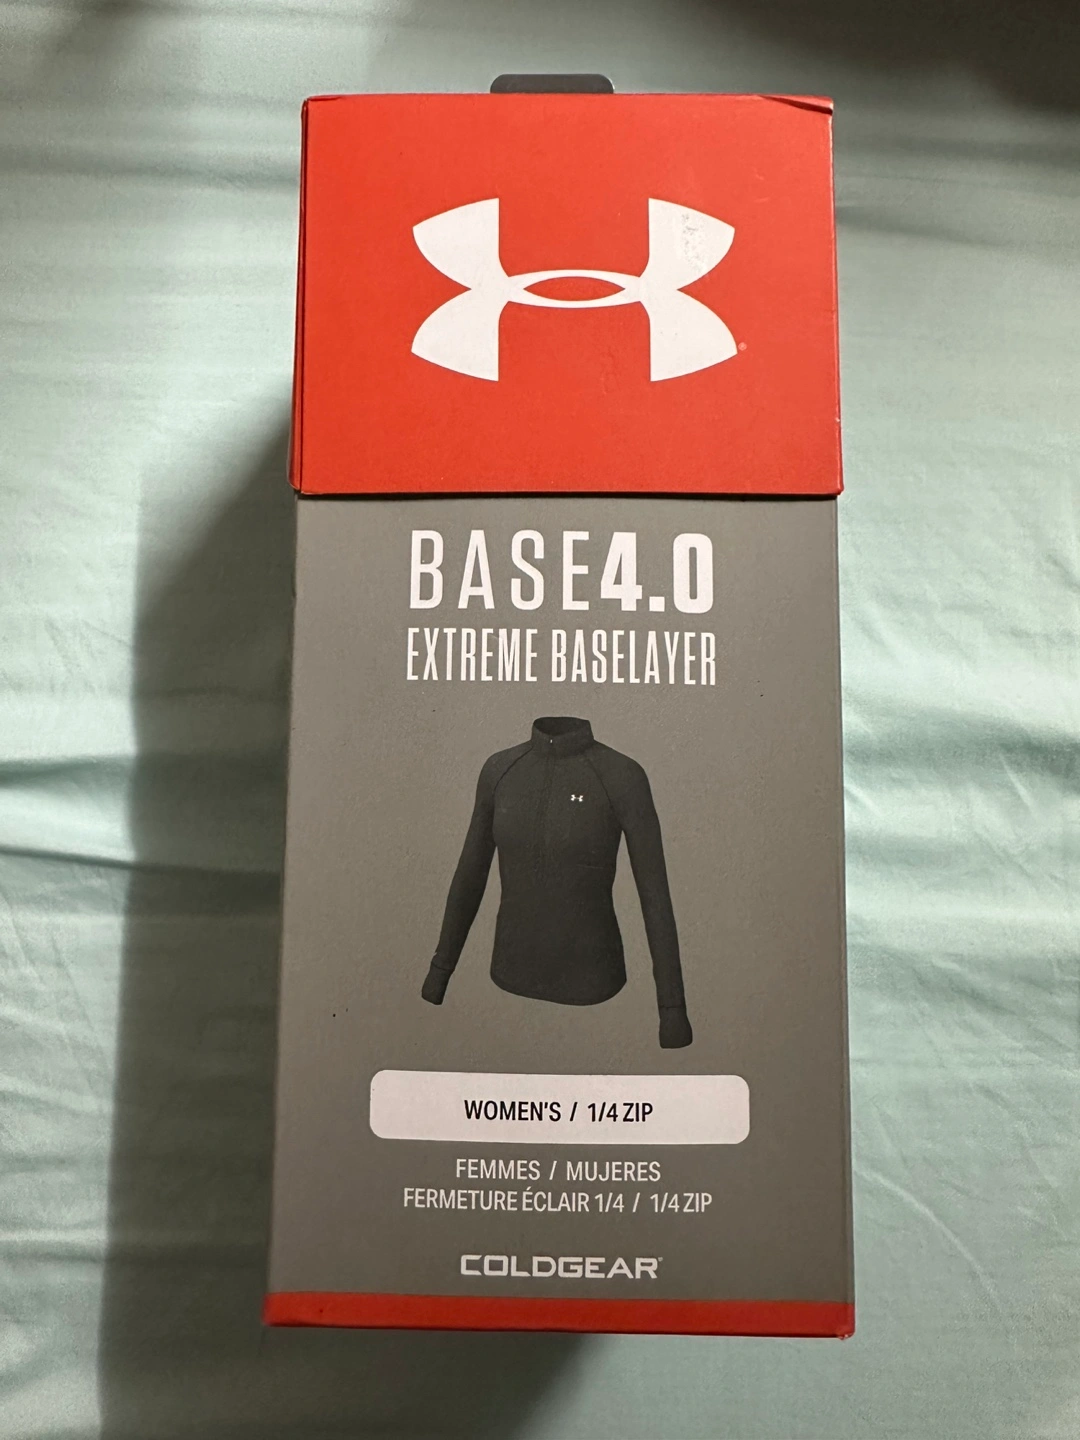 BASE4.0
EXTREME BASELAYER
WOMEN'S / 1/4 ZIP
FEMMES / MUJERES
FERMETURE ÉCLAIR 1/4 / 1/4 ZIP
COLDGEAR®